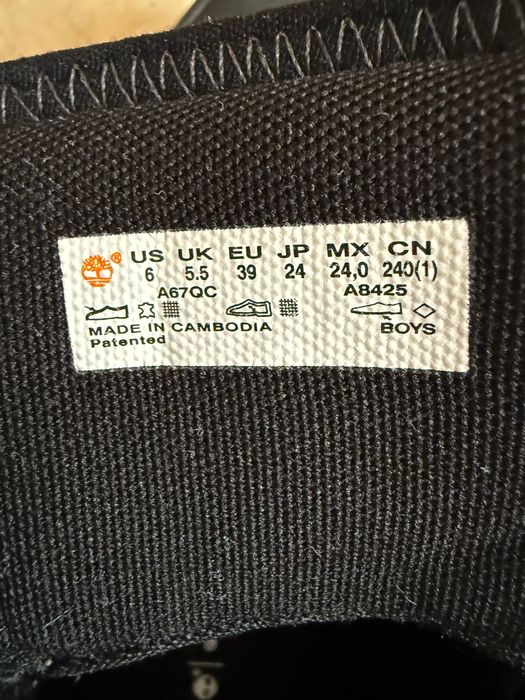 ® US UK EU JP MX CN
6 5.5 39 24 24,0 240(1)
A67QC A8425
MADE IN CAMBODIA BOYS
Patented